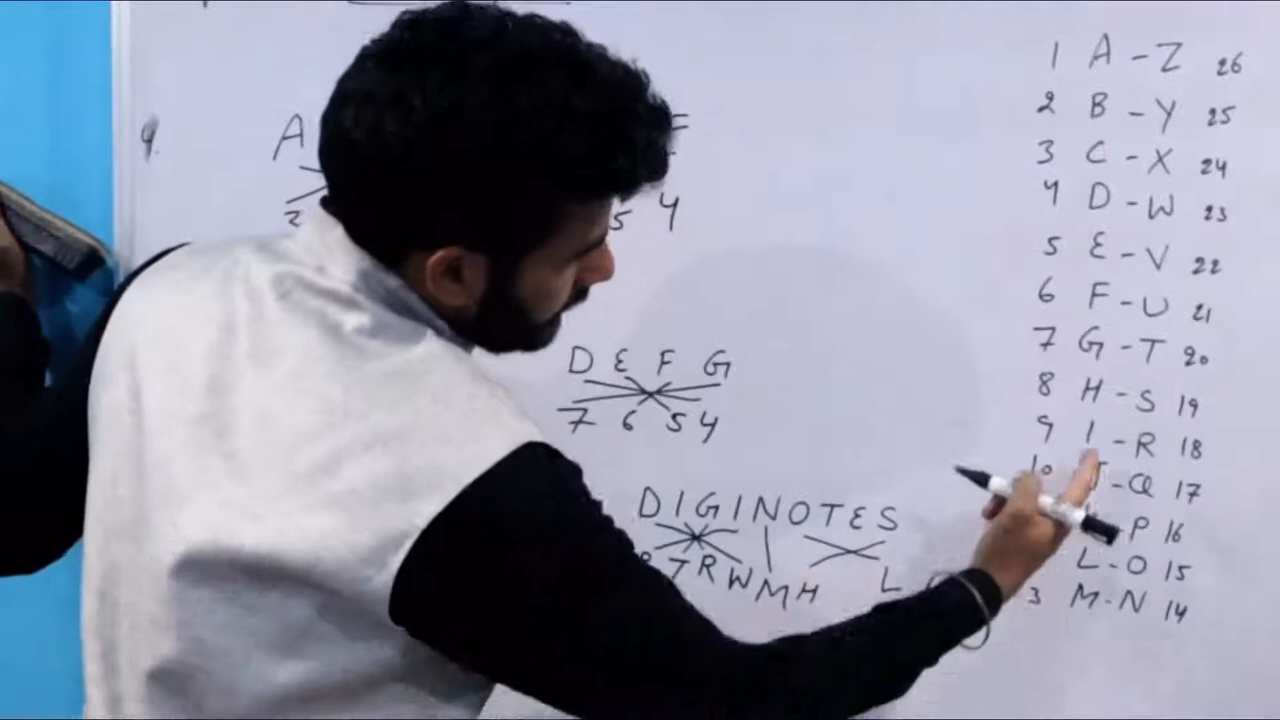 9. A F
2 5 4
D E F G
7 6 5 4
DIGINOTES
R T R W M H L
1 A - Z 26
2 B - Y 25
3 C - X 24
4 D - W 23
5 E - V 22
6 F - U 21
7 G - T 20
8 H - S 19
9 I - R 18
10 J - Q 17
- P 16
L - O 15
3 M - N 14